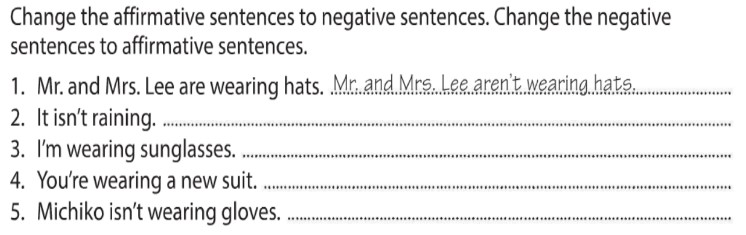 Change the affirmative sentences to negative sentences. Change the negative
sentences to affirmative sentences.
1. Mr. and Mrs. Lee are wearing hats. Mr. and Mrs. Lee aren't wearing hats.
2. It isn't raining.
3. I'm wearing sunglasses.
4. You're wearing a new suit.
5. Michiko isn't wearing gloves.